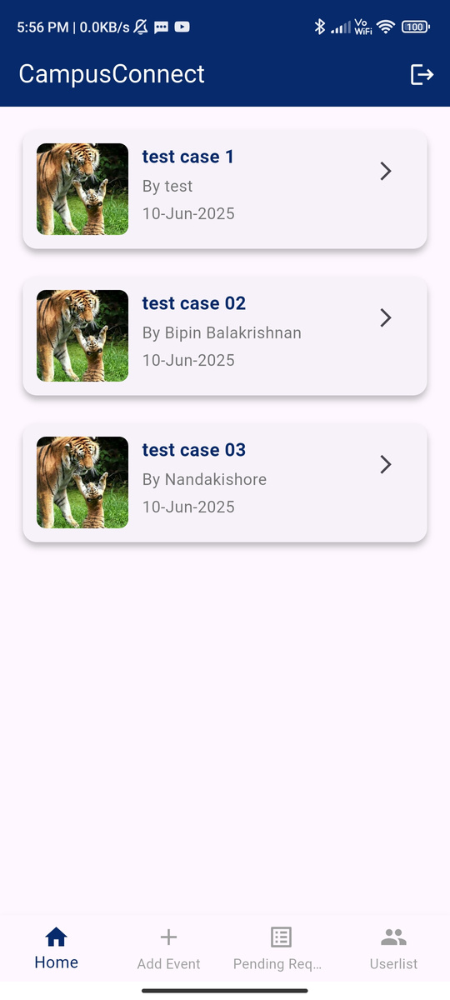 5:56 PM | 0.0KB/s Vo WiFi 100
CampusConnect
test case 1
By test
10-Jun-2025
test case 02
By Bipin Balakrishnan
10-Jun-2025
test case 03
By Nandakishore
10-Jun-2025
Home Add Event Pending Req... Userlist